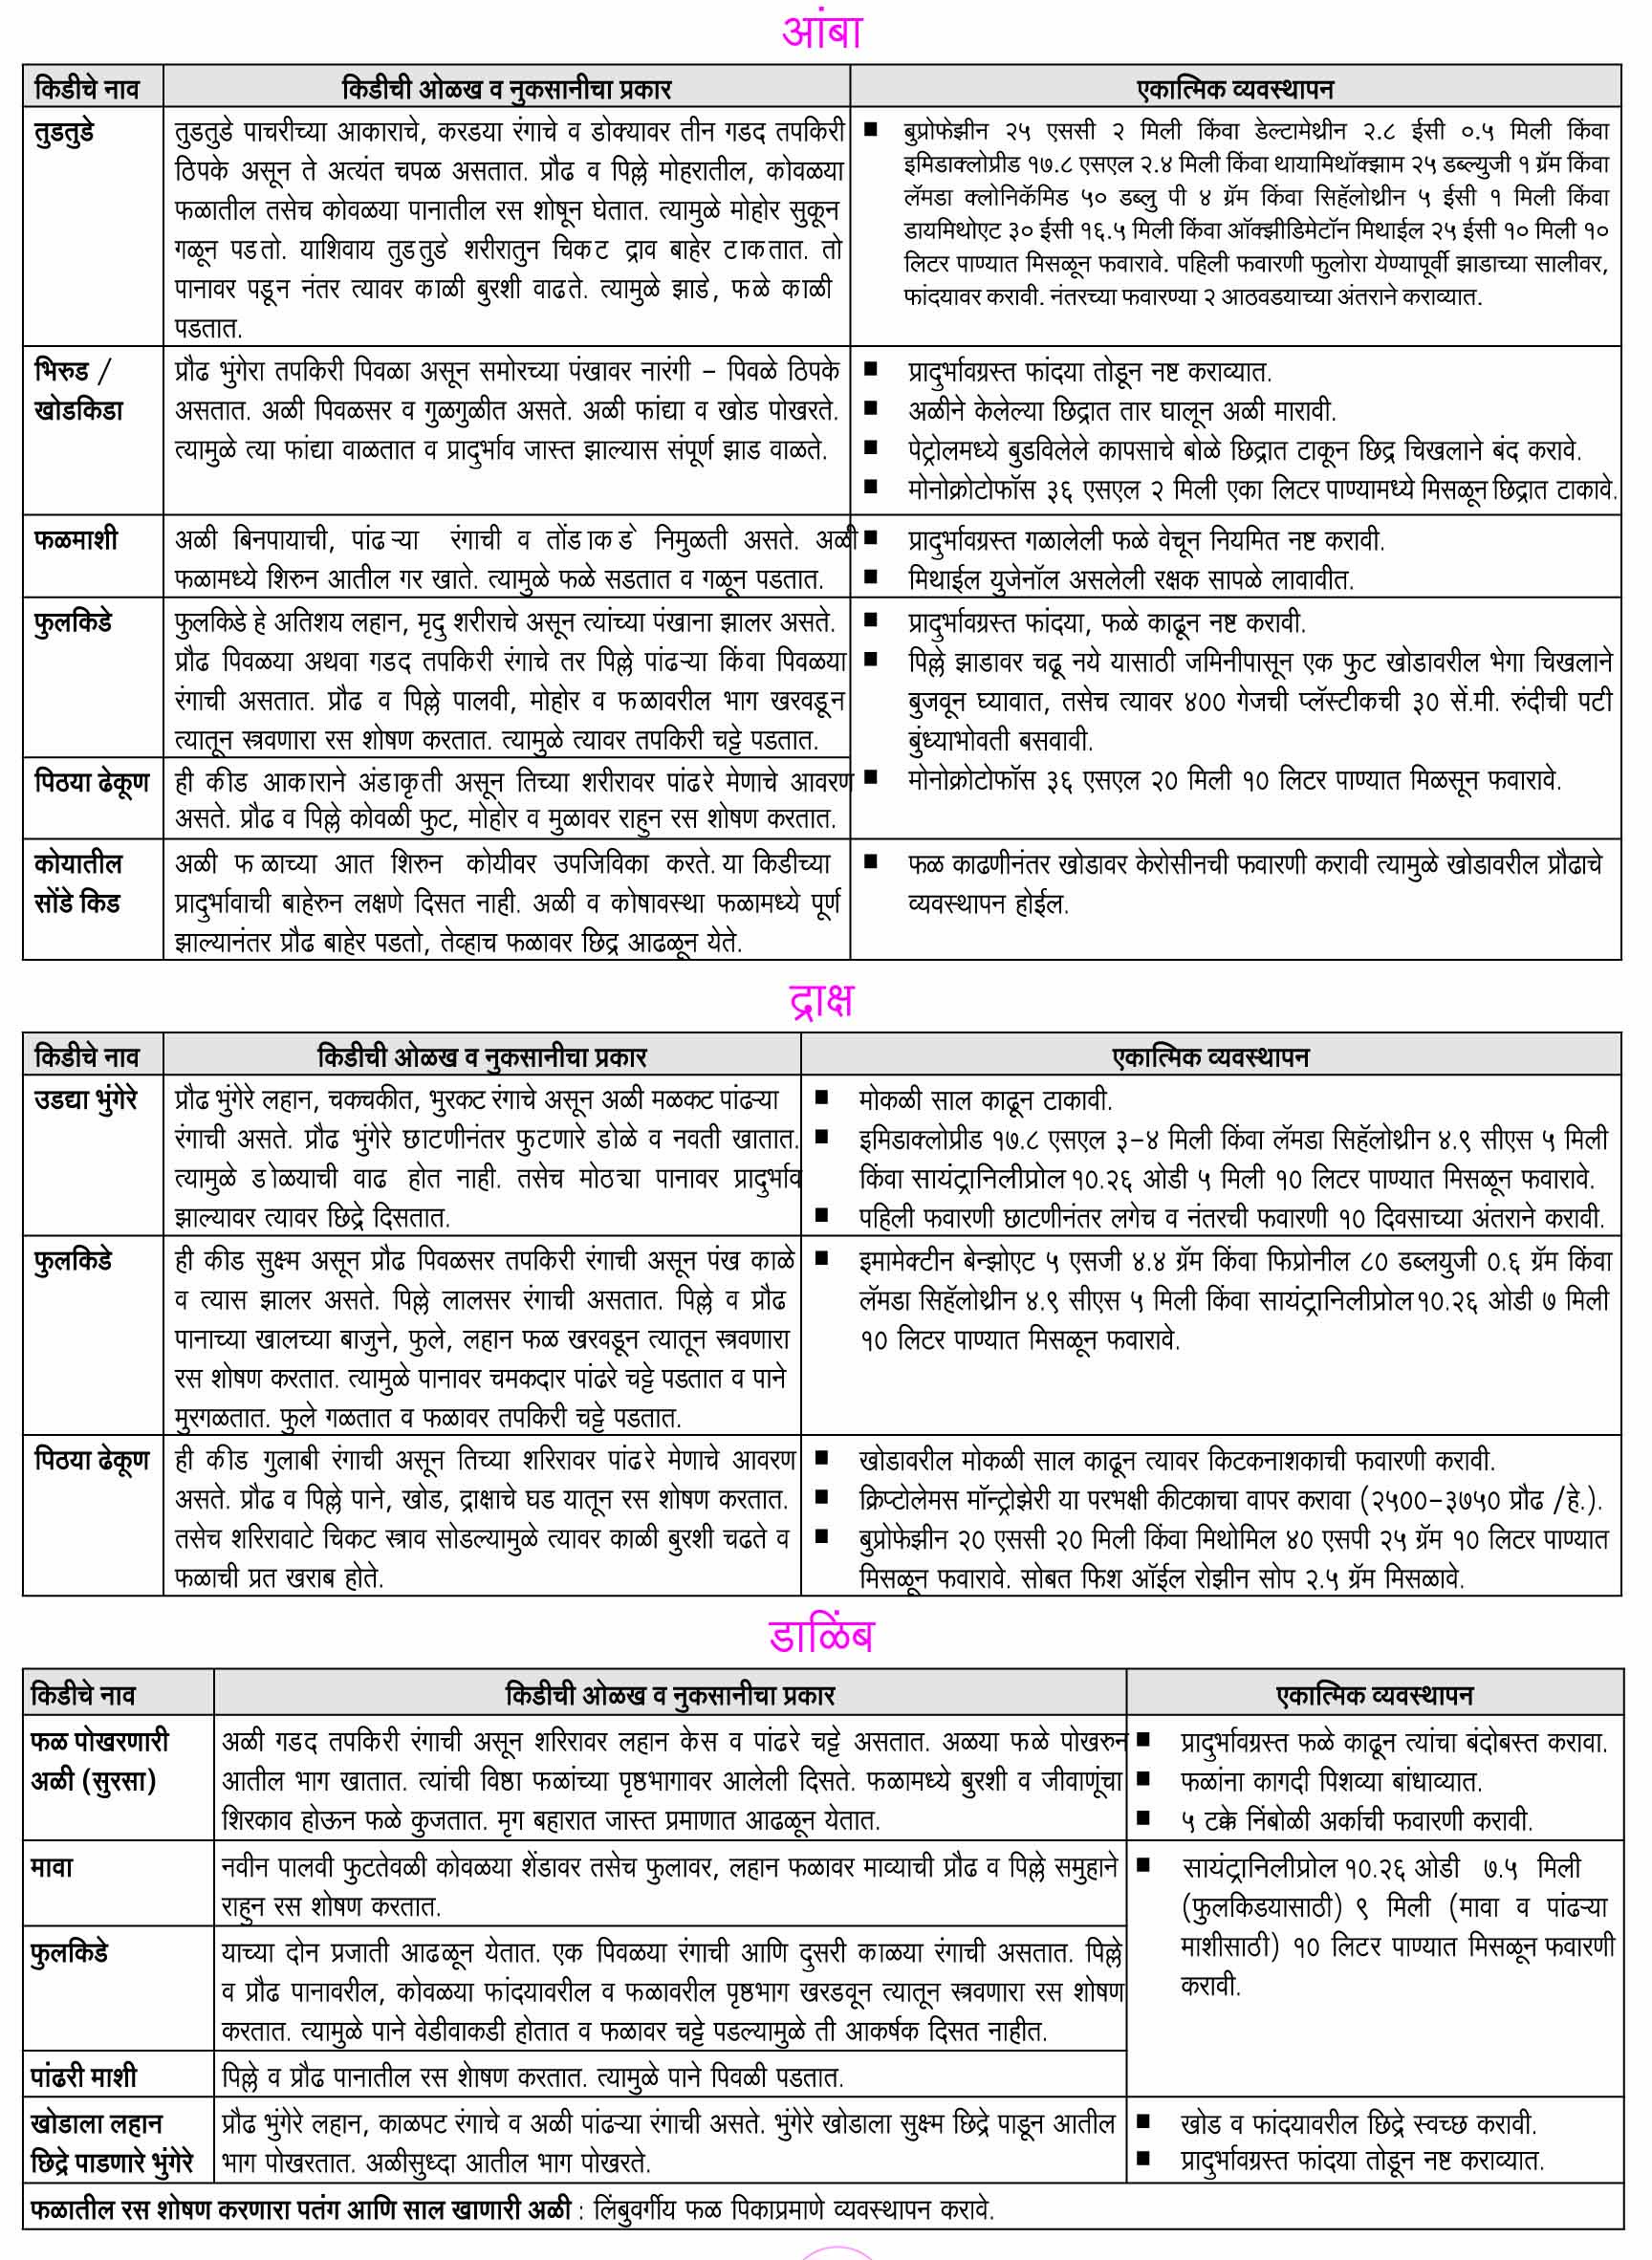 आंबा
किडीचे नाव किडीची ओळख व नुकसानीचा प्रकार एकात्मिक व्यवस्थापन
तुडतुडे
तुडतुडे पाचरीच्या आकाराचे, करडया रंगाचे व डोक्यावर तीन गडद तपकिरी
ठिपके असून ते अत्यंत चपळ असतात. प्रौढ व पिल्ले मोहरातील, कोवळया
फळातील तसेच कोवळया पानातील रस शोषून घेतात. त्यामुळे मोहोर सुकून
गळून पडतो. याशिवाय तुडतुडे शरीरातुन चिकट द्राव बाहेर टाकतात. तो
पानावर पडून नंतर त्यावर काळी बुरशी वाढते. त्यामुळे झाडे, फळे काळी
पडतात.
■ बुप्रोफेझीन २५ एससी २ मिली किंवा डेल्टामेथ्रीन २.८ ईसी ०.५ मिली किंवा
इमिडाक्लोप्रीड १७.८ एसएल २.४ मिली किंवा थायामिथॉक्झाम २५ डब्ल्युजी १ ग्रॅम किंवा
लॅमडा क्लोनिकॅमिड ५० डब्लु पी ४ ग्रॅम किंवा सिहॅलोथ्रीन ५ ईसी १ मिली किंवा
डायमिथोएट ३० ईसी १६.५ मिली किंवा ऑक्झीडिमेटॉन मिथाईल २५ ईसी १० मिली १०
लिटर पाण्यात मिसळून फवारावे. पहिली फवारणी फुलोरा येण्यापूर्वी झाडाच्या सालीवर,
फांदयावर करावी. नंतरच्या फवारण्या २ आठवडयाच्या अंतराने कराव्यात.
भिरुड /
खोडकिडा
प्रौढ भुंगेरा तपकिरी पिवळा असून समोरच्या पंखावर नारंगी – पिवळे ठिपके
असतात. अळी पिवळसर व गुळगुळीत असते. अळी फांद्या व खोड पोखरते.
त्यामुळे त्या फांद्या वाळतात व प्रादुर्भाव जास्त झाल्यास संपूर्ण झाड वाळते.
■ प्रादुर्भावग्रस्त फांदया तोडून नष्ट कराव्यात.
■ अळीने केलेल्या छिद्रात तार घालून अळी मारावी.
■ पेट्रोलमध्ये बुडविलेले कापसाचे बोळे छिद्रात टाकून छिद्र चिखलाने बंद करावे.
■ मोनोक्रोटोफॉस ३६ एसएल २ मिली एका लिटर पाण्यामध्ये मिसळून छिद्रात टाकावे.
फळमाशी
अळी बिनपायाची, पांढऱ्या रंगाची व तोंडाकडे निमुळती असते. अळी
फळामध्ये शिरुन आतील गर खाते. त्यामुळे फळे सडतात व गळून पडतात.
■ प्रादुर्भावग्रस्त गळालेली फळे वेचून नियमित नष्ट करावी.
■ मिथाईल युजेनॉल असलेली रक्षक सापळे लावावीत.
फुलकिडे
फुलकिडे हे अतिशय लहान, मृदु शरीराचे असून त्यांच्या पंखाना झालर असते.
प्रौढ पिवळया अथवा गडद तपकिरी रंगाचे तर पिल्ले पांढऱ्या किंवा पिवळया
रंगाची असतात. प्रौढ व पिल्ले पालवी, मोहोर व फळावरील भाग खरवडून
त्यातून स्त्रवणारा रस शोषण करतात. त्यामुळे त्यावर तपकिरी चट्टे पडतात.
■ प्रादुर्भावग्रस्त फांदया, फळे काढून नष्ट करावी.
■ पिल्ले झाडावर चढू नये यासाठी जमिनीपासून एक फुट खोडावरील भेगा चिखलाने
बुजवून घ्यावात, तसेच त्यावर ४०० गेजची प्लॅस्टीकची ३० सें.मी. रुंदीची पटी
बुंध्याभोवती बसवावी.
■ मोनोक्रोटोफॉस ३६ एसएल २० मिली १० लिटर पाण्यात मिळसून फवारावे.
पिठया ढेकूण
ही कीड आकाराने अंडाकृती असून तिच्या शरीरावर पांढरे मेणाचे आवरण
असते. प्रौढ व पिल्ले कोवळी फुट, मोहोर व मुळावर राहुन रस शोषण करतात.
कोयातील
सोंडे किड
अळी फळाच्या आत शिरुन कोयीवर उपजिविका करते. या किडीच्या
प्रादुर्भावाची बाहेरुन लक्षणे दिसत नाही. अळी व कोषावस्था फळामध्ये पूर्ण
झाल्यानंतर प्रौढ बाहेर पडतो, तेव्हाच फळावर छिद्र आढळून येते.
■ फळ काढणीनंतर खोडावर केरोसीनची फवारणी करावी त्यामुळे खोडावरील प्रौढाचे
व्यवस्थापन होईल.
द्राक्ष
किडीचे नाव किडीची ओळख व नुकसानीचा प्रकार एकात्मिक व्यवस्थापन
उडद्या भुंगेरे
प्रौढ भुंगेरे लहान, चकचकीत, भुरकट रंगाचे असून अळी मळकट पांढऱ्या
रंगाची असते. प्रौढ भुंगेरे छाटणीनंतर फुटणारे डोळे व नवती खातात.
त्यामुळे डोळयाची वाढ होत नाही. तसेच मोठ्या पानावर प्रादुर्भाव
झाल्यावर त्यावर छिद्रे दिसतात.
■ मोकळी साल काढून टाकावी.
■ इमिडाक्लोप्रीड १७.८ एसएल ३–४ मिली किंवा लॅमडा सिहॅलोथ्रीन ४.९ सीएस ५ मिली
किंवा सायंट्रानिलीप्रोल १०.२६ ओडी ५ मिली १० लिटर पाण्यात मिसळून फवारावे.
■ पहिली फवारणी छाटणीनंतर लगेच व नंतरची फवारणी १० दिवसाच्या अंतराने करावी.
फुलकिडे
ही कीड सुक्ष्म असून प्रौढ पिवळसर तपकिरी रंगाची असून पंख काळे
व त्यास झालर असते. पिल्ले लालसर रंगाची असतात. पिल्ले व प्रौढ
पानाच्या खालच्या बाजुने, फुले, लहान फळ खरवडून त्यातून स्त्रवणारा
रस शोषण करतात. त्यामुळे पानावर चमकदार पांढरे चट्टे पडतात व पाने
मुरगळतात. फुले गळतात व फळावर तपकिरी चट्टे पडतात.
■ इमामेक्टीन बेन्झोएट ५ एसजी ४.४ ग्रॅम किंवा फिप्रोनील ८० डब्लयुजी ०.६ ग्रॅम किंवा
लॅमडा सिहॅलोथ्रीन ४.९ सीएस ५ मिली किंवा सायंट्रानिलीप्रोल १०.२६ ओडी ७ मिली
१० लिटर पाण्यात मिसळून फवारावे.
पिठया ढेकूण
ही कीड गुलाबी रंगाची असून तिच्या शरिरावर पांढरे मेणाचे आवरण
असते. प्रौढ व पिल्ले पाने, खोड, द्राक्षाचे घड यातून रस शोषण करतात.
तसेच शरिरावाटे चिकट स्त्राव सोडल्यामुळे त्यावर काळी बुरशी चढते व
फळाची प्रत खराब होते.
■ खोडावरील मोकळी साल काढून त्यावर किटकनाशकाची फवारणी करावी.
■ क्रिप्टोलेमस मॉन्ट्रोझेरी या परभक्षी कीटकाचा वापर करावा (२५००–३७५० प्रौढ /हे.).
■ बुप्रोफेझीन २० एससी २० मिली किंवा मिथोमिल ४० एसपी २५ ग्रॅम १० लिटर पाण्यात
मिसळून फवारावे. सोबत फिश ऑईल रोझीन सोप २.५ ग्रॅम मिसळावे.
डाळिंब
किडीचे नाव किडीची ओळख व नुकसानीचा प्रकार एकात्मिक व्यवस्थापन
फळ पोखरणारी
अळी (सुरसा)
अळी गडद तपकिरी रंगाची असून शरिरावर लहान केस व पांढरे चट्टे असतात. अळया फळे पोखरुन
आतील भाग खातात. त्यांची विष्ठा फळांच्या पृष्ठभागावर आलेली दिसते. फळामध्ये बुरशी व जीवाणूंचा
शिरकाव होऊन फळे कुजतात. मृग बहारात जास्त प्रमाणात आढळून येतात.
■ प्रादुर्भावग्रस्त फळे काढून त्यांचा बंदोबस्त करावा.
■ फळांना कागदी पिशव्या बांधाव्यात.
■ ५ टक्के निंबोळी अर्काची फवारणी करावी.
मावा
नवीन पालवी फुटतेवळी कोवळया शेंडावर तसेच फुलावर, लहान फळावर माव्याची प्रौढ व पिल्ले समुहाने
राहुन रस शोषण करतात.
■ सायंट्रानिलीप्रोल १०.२६ ओडी ७.५ मिली
(फुलकिडयासाठी) ९ मिली (मावा व पांढऱ्या
माशीसाठी) १० लिटर पाण्यात मिसळून फवारणी
करावी.
फुलकिडे
याच्या दोन प्रजाती आढळून येतात. एक पिवळया रंगाची आणि दुसरी काळया रंगाची असतात. पिल्ले
व प्रौढ पानावरील, कोवळया फांदयावरील व फळावरील पृष्ठभाग खरडवून त्यातून स्त्रवणारा रस शोषण
करतात. त्यामुळे पाने वेडीवाकडी होतात व फळावर चट्टे पडल्यामुळे ती आकर्षक दिसत नाहीत.
पांढरी माशी
पिल्ले व प्रौढ पानातील रस शोषण करतात. त्यामुळे पाने पिवळी पडतात.
खोडाला लहान
छिद्रे पाडणारे भुंगेरे
प्रौढ भुंगेरे लहान, काळपट रंगाचे व अळी पांढऱ्या रंगाची असते. भुंगेरे खोडाला सुक्ष्म छिद्रे पाडून आतील
भाग पोखरतात. अळीसुध्दा आतील भाग पोखरते.
■ खोड व फांदयावरील छिद्रे स्वच्छ करावी.
■ प्रादुर्भावग्रस्त फांदया तोडून नष्ट कराव्यात.
फळातील रस शोषण करणारा पतंग आणि साल खाणारी अळी : लिंबुवर्गीय फळ पिकाप्रमाणे व्यवस्थापन करावे.